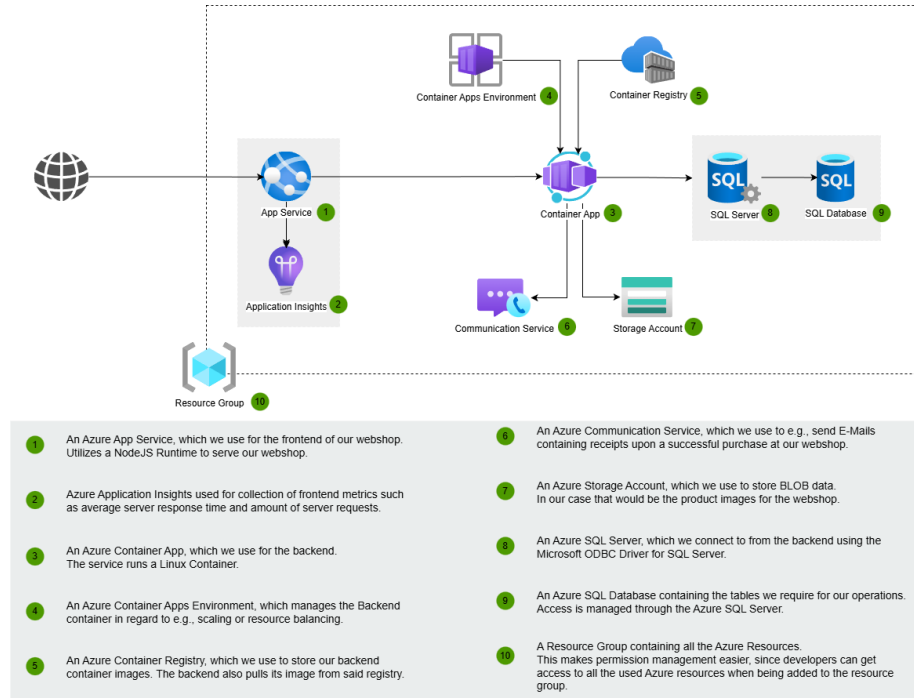 Container Apps Environment 4
Container Registry 5
App Service 1
Container App 3
SQL
SQL Server 8
SQL
SQL Database 9
Application Insights 2
Communication Service 6
Storage Account 7
Resource Group 10
1 An Azure App Service, which we use for the frontend of our webshop.
Utilizes a NodeJS Runtime to serve our webshop.
2 Azure Application Insights used for collection of frontend metrics such
as average server response time and amount of server requests.
3 An Azure Container App, which we use for the backend.
The service runs a Linux Container.
4 An Azure Container Apps Environment, which manages the Backend
container in regard to e.g., scaling or resource balancing.
5 An Azure Container Registry, which we use to store our backend
container images. The backend also pulls its image from said registry.
6 An Azure Communication Service, which we use to e.g., send E-Mails
containing receipts upon a successful purchase at our webshop.
7 An Azure Storage Account, which we use to store BLOB data.
In our case that would be the product images for the webshop.
8 An Azure SQL Server, which we connect to from the backend using the
Microsoft ODBC Driver for SQL Server.
9 An Azure SQL Database containing the tables we require for our operations.
Access is managed through the Azure SQL Server.
10 A Resource Group containing all the Azure Resources.
This makes permission management easier, since developers can get
access to all the used Azure resources when being added to the resource
group.